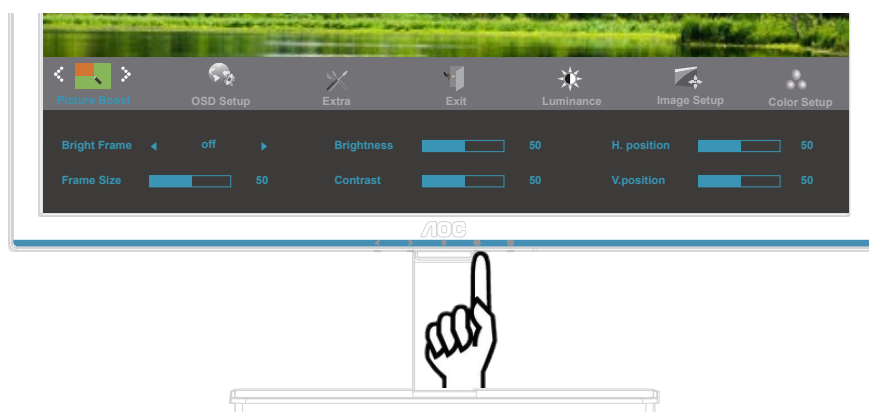 Picture Boost OSD Setup Extra Exit Luminance Image Setup Color Setup
Bright Frame off Brightness 50 H. position 50
Frame Size 50 Contrast 50 V.position 50
AOC